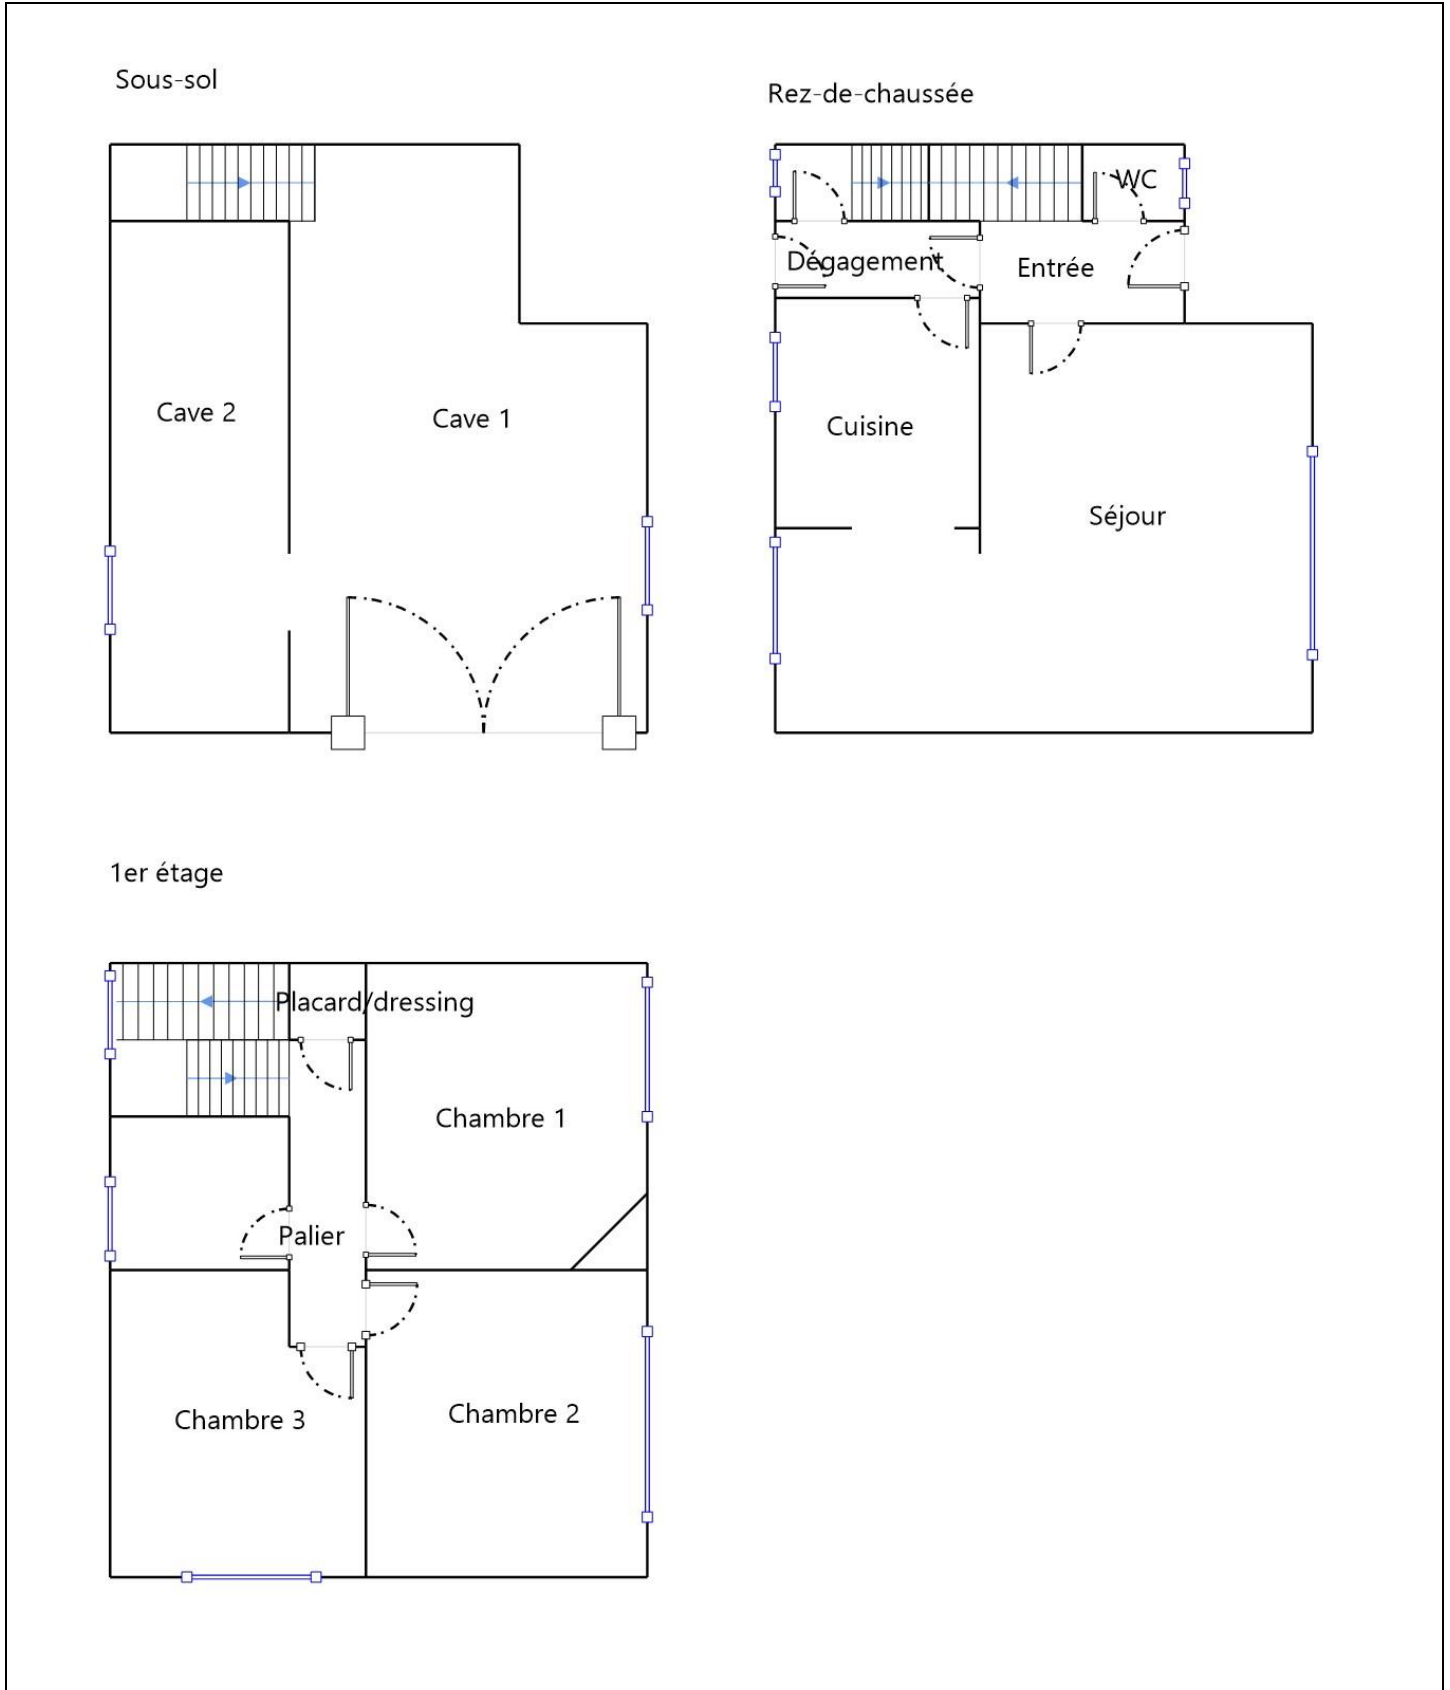 Sous-sol
Rez-de-chaussée
WC
Dégagement
Entrée
Cave 2
Cave 1
Cuisine
Séjour
1er étage
Placard/dressing
Chambre 1
Palier
Chambre 3
Chambre 2